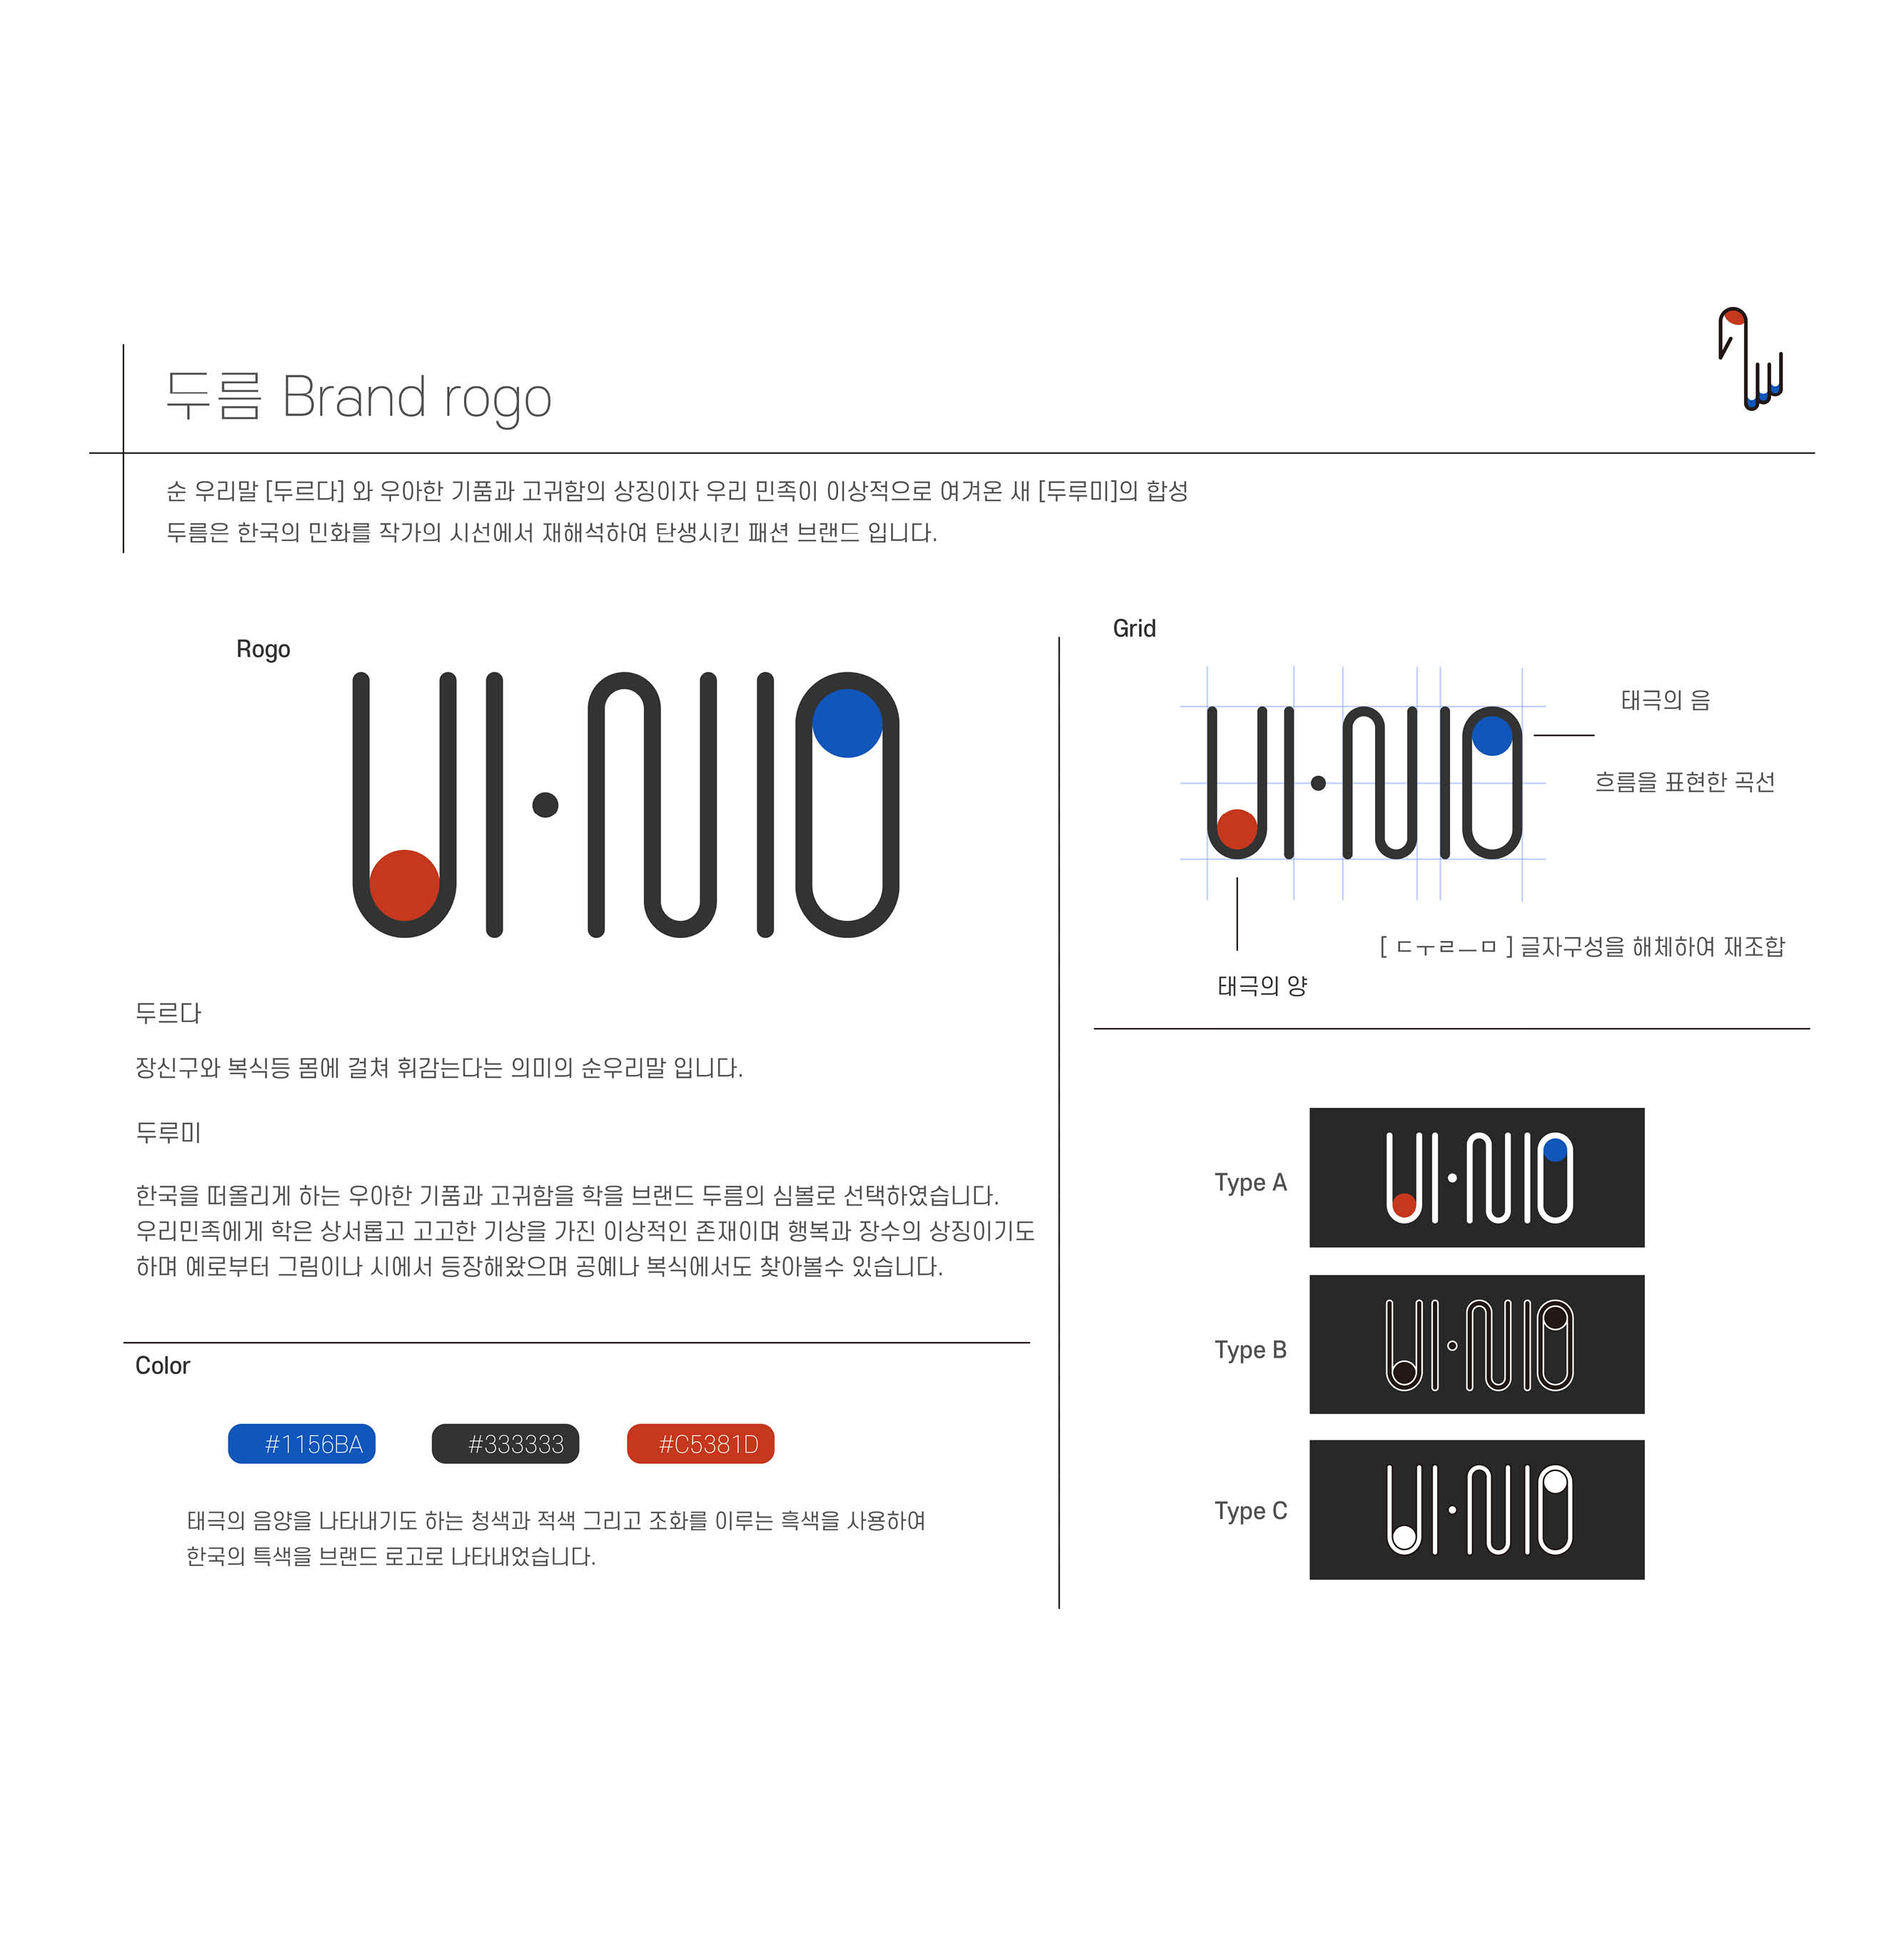 두름 Brand rogo
순 우리말 [두르다] 와 우아한 기품과 고귀함의 상징이자 우리 민족이 이상적으로 여겨온 새 [두루미]의 합성
두름은 한국의 민화를 작가의 시선에서 재해석하여 탄생시킨 패션 브랜드 입니다.
Rogo
두르다
장신구와 복식등 몸에 걸쳐 휘감는다는 의미의 순우리말 입니다.
두루미
한국을 떠올리게 하는 우아한 기품과 고귀함을 학을 브랜드 두름의 심볼로 선택하였습니다.
우리민족에게 학은 상서롭고 고고한 기상을 가진 이상적인 존재이며 행복과 장수의 상징이기도
하며 예로부터 그림이나 시에서 등장해왔으며 공예나 복식에서도 찾아볼수 있습니다.
Color
#1156BA
#333333
#C5381D
태극의 음양을 나타내기도 하는 청색과 적색 그리고 조화를 이루는 흑색을 사용하여
한국의 특색을 브랜드 로고로 나타내었습니다.
Grid
태극의 음
흐름을 표현한 곡선
[ ㄷㅜㄹㅡㅁ ] 글자구성을 해체하여 재조합
태극의 양
Type A
Type B
Type C